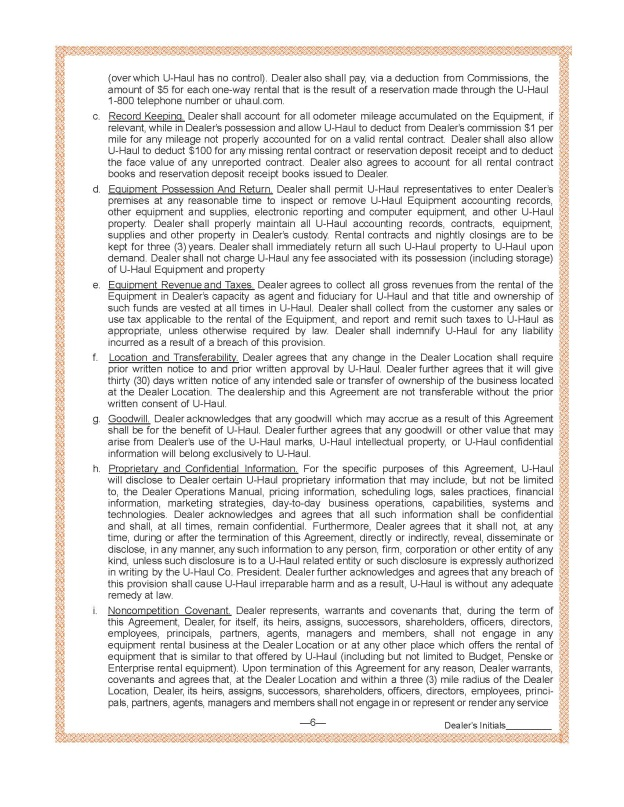 (over which U-Haul has no control). Dealer also shall pay, via a deduction from Commissions, the
amount of $5 for each one-way rental that is the result of a reservation made through the U-Haul
1-800 telephone number or uhaul.com.
c. Record Keeping. Dealer shall account for all odometer mileage accumulated on the Equipment, if
relevant, while in Dealer's possession and allow U-Haul to deduct from Dealer's commission $1 per
mile for any mileage not properly accounted for on a valid rental contract. Dealer shall also allow
U-Haul to deduct $100 for any missing rental contract or reservation deposit receipt and to deduct
the face value of any unreported contract. Dealer also agrees to account for all rental contract
books and reservation deposit receipt books issued to Dealer.
d. Equipment Possession And Return. Dealer shall permit U-Haul representatives to enter Dealer's
premises at any reasonable time to inspect or remove U-Haul Equipment accounting records,
other equipment and supplies, electronic reporting and computer equipment, and other U-Haul
property. Dealer shall properly maintain all U-Haul accounting records, contracts, equipment,
supplies and other property in Dealer's custody. Rental contracts and nightly closings are to be
kept for three (3) years. Dealer shall immediately return all such U-Haul property to U-Haul upon
demand. Dealer shall not charge U-Haul any fee associated with its possession (including storage)
of U-Haul Equipment and property
e. Equipment Revenue and Taxes. Dealer agrees to collect all gross revenues from the rental of the
Equipment in Dealer's capacity as agent and fiduciary for U-Haul and that title and ownership of
such funds are vested at all times in U-Haul. Dealer shall collect from the customer any sales or
use tax applicable to the rental of the Equipment, and report and remit such taxes to U-Haul as
appropriate, unless otherwise required by law. Dealer shall indemnify U-Haul for any liability
incurred as a result of a breach of this provision.
f. Location and Transferability. Dealer agrees that any change in the Dealer Location shall require
prior written notice to and prior written approval by U-Haul. Dealer further agrees that it will give
thirty (30) days written notice of any intended sale or transfer of ownership of the business located
at the Dealer Location. The dealership and this Agreement are not transferable without the prior
written consent of U-Haul.
g. Goodwill. Dealer acknowledges that any goodwill which may accrue as a result of this Agreement
shall be for the benefit of U-Haul. Dealer further agrees that any goodwill or other value that may
arise from Dealer's use of the U-Haul marks, U-Haul intellectual property, or U-Haul confidential
information will belong exclusively to U-Haul.
h. Proprietary and Confidential Information. For the specific purposes of this Agreement, U-Haul
will disclose to Dealer certain U-Haul proprietary information that may include, but not be limited
to, the Dealer Operations Manual, pricing information, scheduling logs, sales practices, financial
information, marketing strategies, day-to-day business operations, capabilities, systems and
technologies. Dealer acknowledges and agrees that all such information shall be confidential
and shall, at all times, remain confidential. Furthermore, Dealer agrees that it shall not, at any
time, during or after the termination of this Agreement, directly or indirectly, reveal, disseminate or
disclose, in any manner, any such information to any person, firm, corporation or other entity of any
kind, unless such disclosure is to a U-Haul related entity or such disclosure is expressly authorized
in writing by the U-Haul Co. President. Dealer further acknowledges and agrees that any breach of
this provision shall cause U-Haul irreparable harm and as a result, U-Haul is without any adequate
remedy at law.
i. Noncompetition Covenant. Dealer represents, warrants and covenants that, during the term of
this Agreement, Dealer, for itself, its heirs, assigns, successors, shareholders, officers, directors,
employees, principals, partners, agents, managers and members, shall not engage in any
equipment rental business at the Dealer Location or at any other place which offers the rental of
equipment that is similar to that offered by U-Haul (including but not limited to Budget, Penske or
Enterprise rental equipment). Upon termination of this Agreement for any reason, Dealer warrants,
covenants and agrees that, at the Dealer Location and within a three (3) mile radius of the Dealer
Location, Dealer, its heirs, assigns, successors, shareholders, officers, directors, employees, princi-
pals, partners, agents, managers and members shall not engage in or represent or render any service
—6—
Dealer's Initials_________